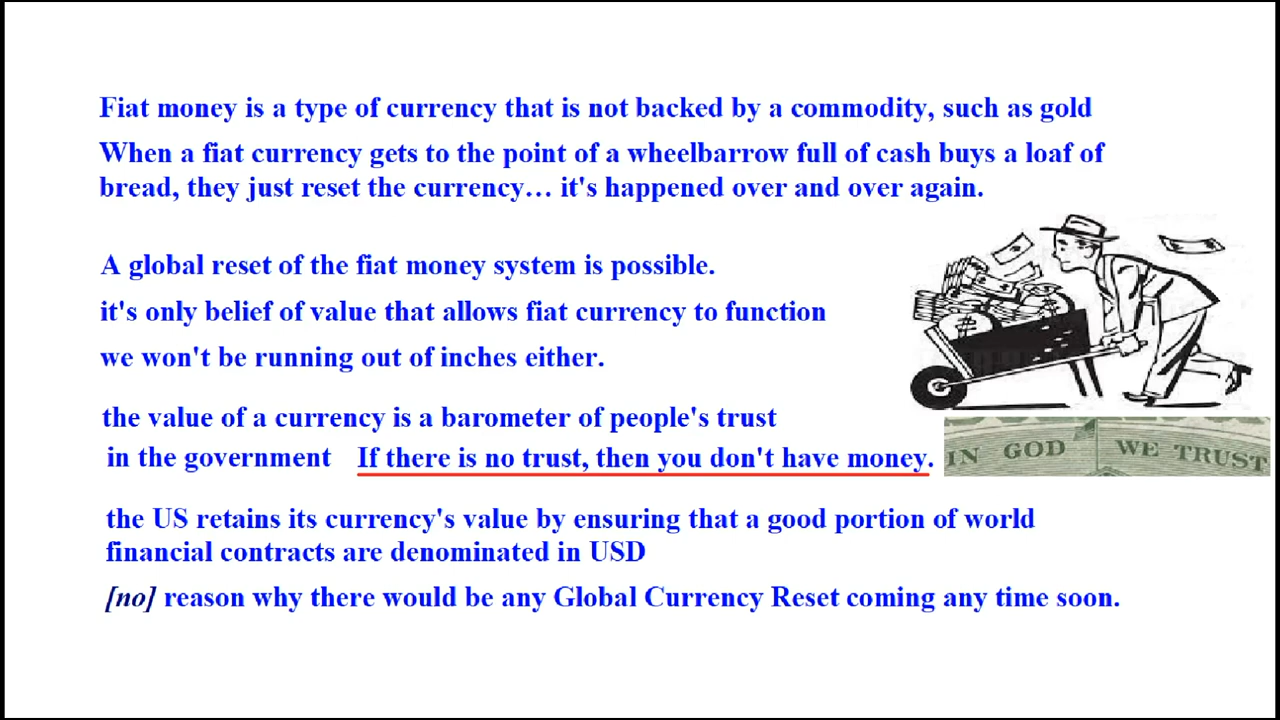 Fiat money is a type of currency that is not backed by a commodity, such as gold
When a fiat currency gets to the point of a wheelbarrow full of cash buys a loaf of
bread, they just reset the currency… it's happened over and over again.
A global reset of the fiat money system is possible.
it's only belief of value that allows fiat currency to function
we won't be running out of inches either.
the value of a currency is a barometer of people's trust
in the government If there is no trust, then you don't have money.
IN GOD WE TRUST
the US retains its currency's value by ensuring that a good portion of world
financial contracts are denominated in USD
[no] reason why there would be any Global Currency Reset coming any time soon.